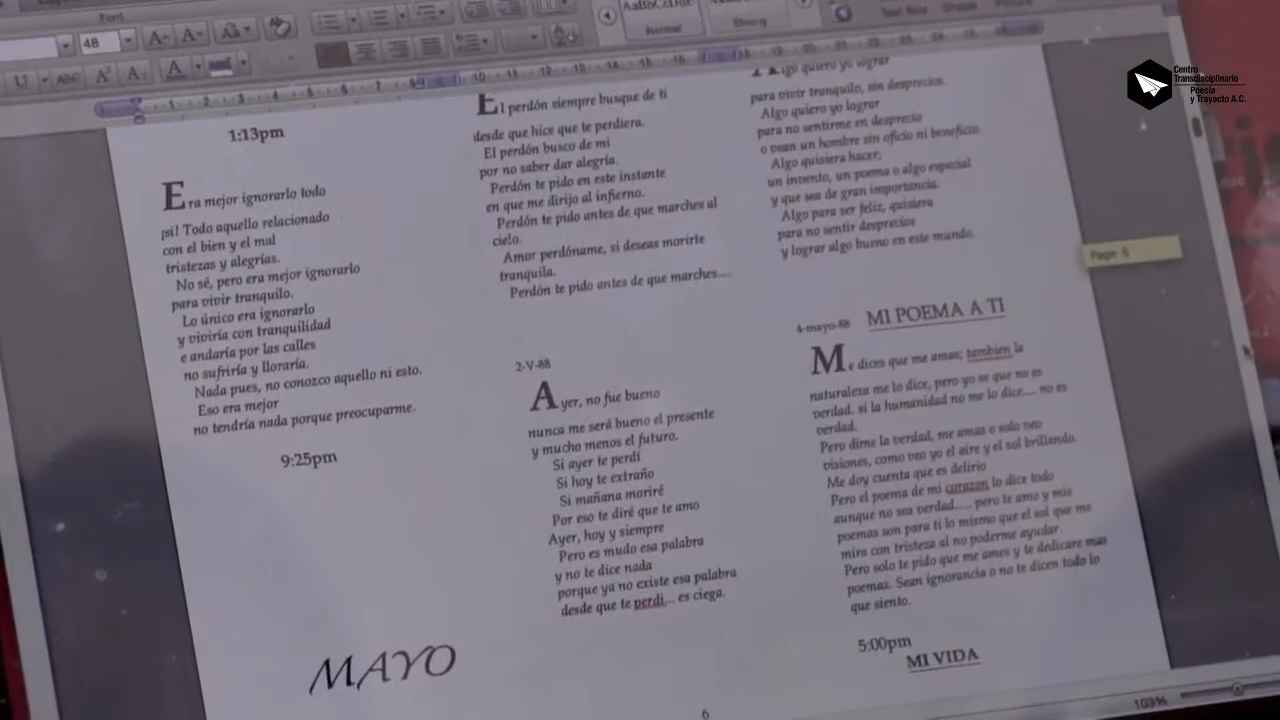 Font
48
AaBbCcDdE
Normal
Strong
Centro
Transdisciplinario
Poesía
y Trayecto A.C.
1:13pm
Era mejor ignorarlo todo
¡si! Todo aquello relacionado
con el bien y el mal
tristezas y alegrías.
No sé, pero era mejor ignorarlo
para vivir tranquilo.
Lo único era ignorarlo
y viviría con tranquilidad
e andaría por las calles
no sufriría y lloraría.
Nada pues, no conozco aquello ni esto.
Eso era mejor
no tendría nada porque preocuparme.
9:25pm
MAYO
El perdón siempre busque de ti
desde que hice que te perdiera.
El perdón busco de mi
por no saber dar alegría.
Perdón te pido en este instante
en que me dirijo al infierno.
Perdón te pido antes de que marches al
cielo.
Amor perdóname, si deseas morirte
tranquila.
Perdón te pido antes de que marches....
2-V-88
Ayer, no fue bueno
nunca me será bueno el presente
y mucho menos el futuro.
Si ayer te perdí
Si hoy te extraño
Si mañana moriré
Por eso te diré que te amo
Ayer, hoy y siempre
Pero es mudo esa palabra
y no te dice nada
porque ya no existe esa palabra
desde que te perdi... es ciega.
6
Algo quiero yo lograr
para vivir tranquilo, sin desprecios.
Algo quiero yo lograr
para no sentirme en desprecio
o vean un hombre sin oficio ni beneficio.
Algo quisiera hacer;
un invento, un poema o algo especial
y que sea de gran importancia.
Algo para ser feliz, quisiera
para no sentir desprecios
y lograr algo bueno en este mundo.
4-mayo-88 MI POEMA A TI
Me dices que me amas; tambien la
naturaleza me lo dice, pero yo se que no es
verdad. si la humanidad no me lo dice.... no es
verdad.
Pero dime la verdad, me amas o solo veo
visiones, como veo yo el aire y el sol brillando.
Me doy cuenta que es delirio
Pero el poema de mi corazon lo dice todo
aunque no sea verdad..... pero te amo y mis
poemas son para ti lo mismo que el sol que me
mira con tristeza al no poderme ayudar.
Pero solo te pido que me ames y te dedicare mas
poemas. Sean ignorancia o no te dicen todo lo
que siento.
5:00pm
MI VIDA
Page: 6
103%